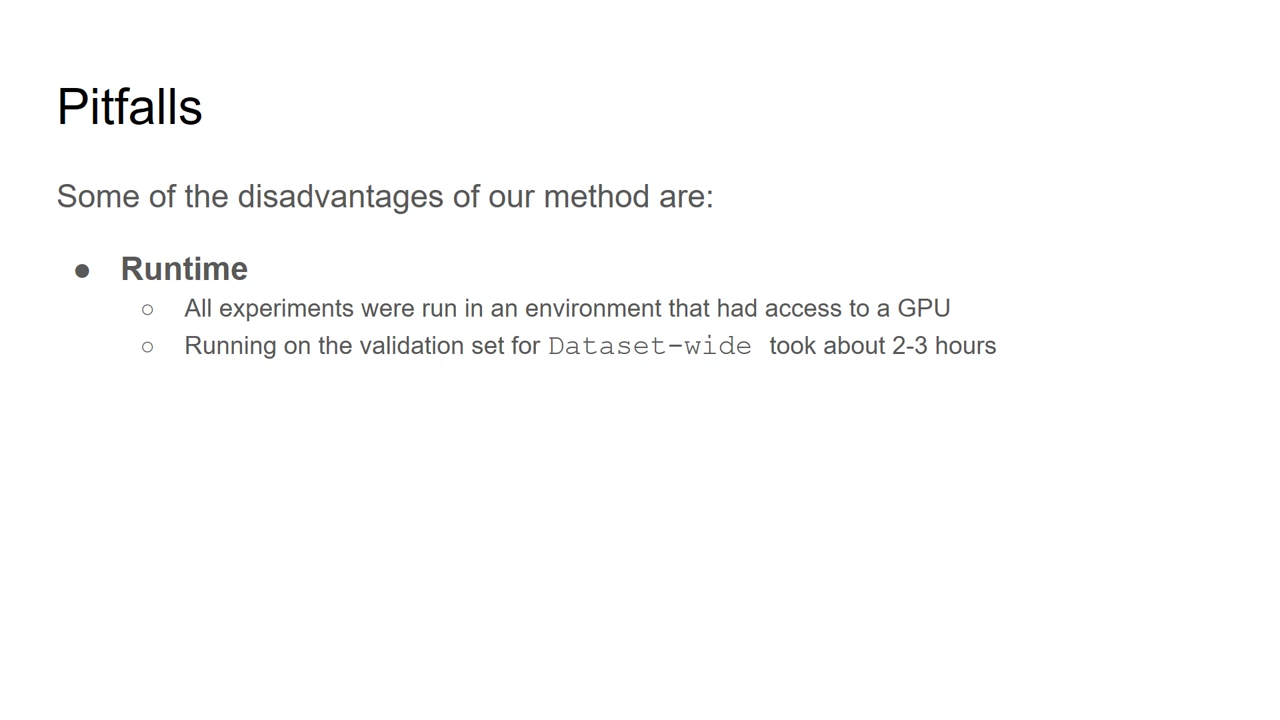 Pitfalls
Some of the disadvantages of our method are:
● Runtime
○ All experiments were run in an environment that had access to a GPU
○ Running on the validation set for Dataset-wide took about 2-3 hours